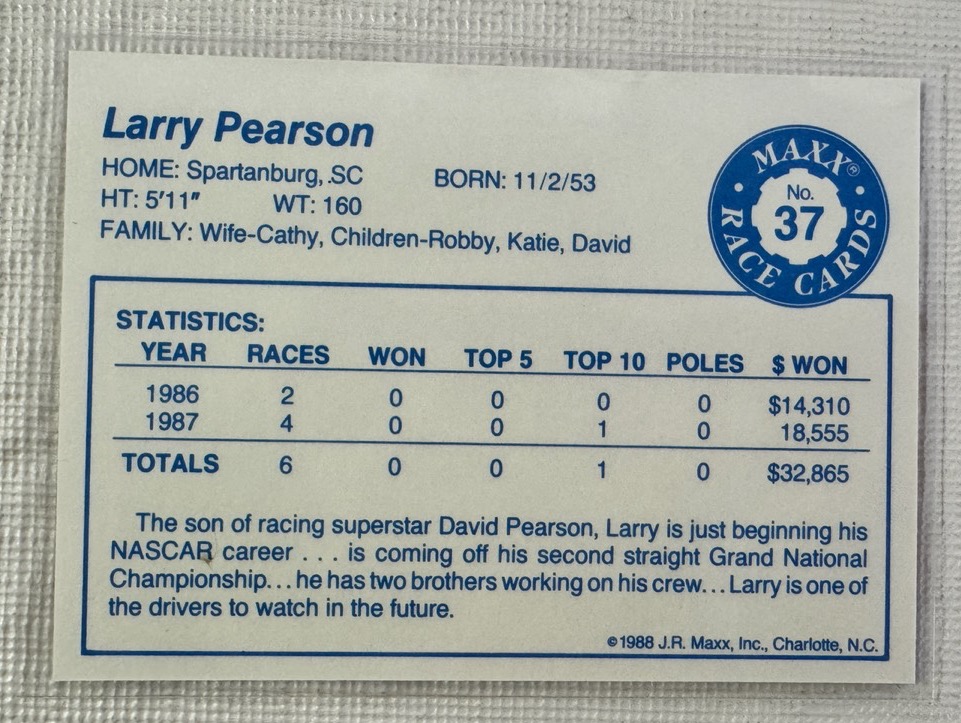 Larry Pearson
HOME: Spartanburg, .SC BORN: 11/2/53
HT: 5'11" WT: 160
FAMILY: Wife-Cathy, Children-Robby, Katie, David
MAXX®
No.
37
RACE CARDS
STATISTICS:
YEAR RACES WON TOP 5 TOP 10 POLES $ WON
1986 2 0 0 0 0 $14,310
1987 4 0 0 1 0 18,555
TOTALS 6 0 0 1 0 $32,865
The son of racing superstar David Pearson, Larry is just beginning his
NASCAR career . . . is coming off his second straight Grand National
Championship...he has two brothers working on his crew...Larry is one of
the drivers to watch in the future.
©1988 J.R. Maxx, Inc., Charlotte, N.C.